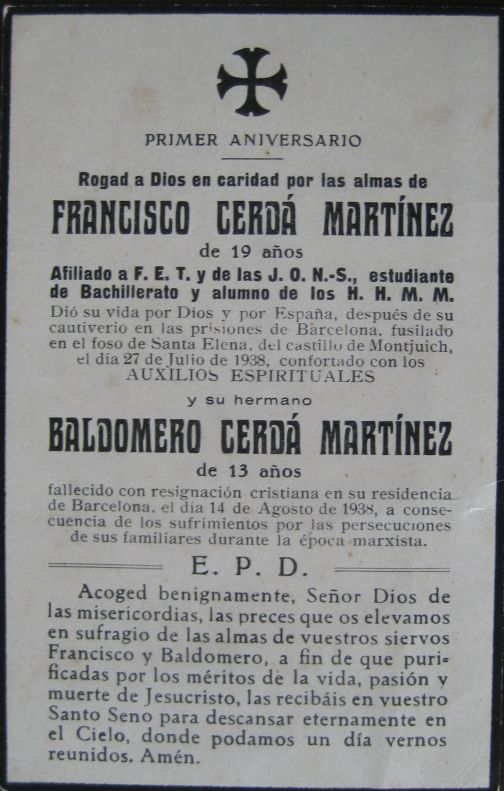 PRIMER ANIVERSARIO
Rogad a Dios en caridad por las almas de
FRANCISCO CERDÁ MARTÍNEZ
de 19 años
Afiliado a F. E. T. y de las J. O. N.-S., estudiante
de Bachillerato y alumno de los H. H. M. M.
Dió su vida por Dios y por España, después de su
cautiverio en las prisiones de Barcelona, fusilado
en el foso de Santa Elena, del castillo de Montjuich,
el día 27 de Julio de 1938, confortado con los
AUXILIOS ESPIRITUALES
y su hermano
BALDOMERO CERDÁ MARTÍNEZ
de 13 años
fallecido con resignación cristiana en su residencia
de Barcelona, el día 14 de Agosto de 1938, a conse-
cuencia de los sufrimientos por las persecuciones
de sus familiares durante la época marxista.
E. P. D.
Acoged benignamente, Señor Dios de
las misericordias, las preces que os elevamos
en sufragio de las almas de vuestros siervos
Francisco y Baldomero, a fin de que puri-
ficadas por los méritos de la vida, pasión y
muerte de Jesucristo, las recibáis en vuestro
Santo Seno para descansar eternamente en
el Cielo, donde podamos un día vernos
reunidos. Amén.